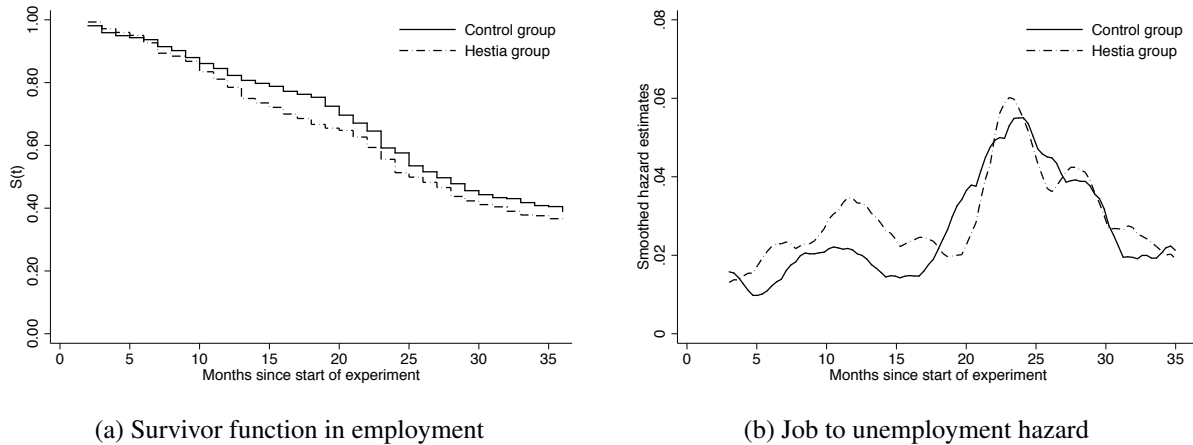 1.00
0.80
0.60
0.40
0.20
0.00
S(t)
Control group
Hestia group
0 5 10 15 20 25 30 35
Months since start of experiment
(a) Survivor function in employment
.08
.06
.04
.02
0
Smoothed hazard estimates
Control group
Hestia group
0 5 10 15 20 25 30 35
Months since start of experiment
(b) Job to unemployment hazard